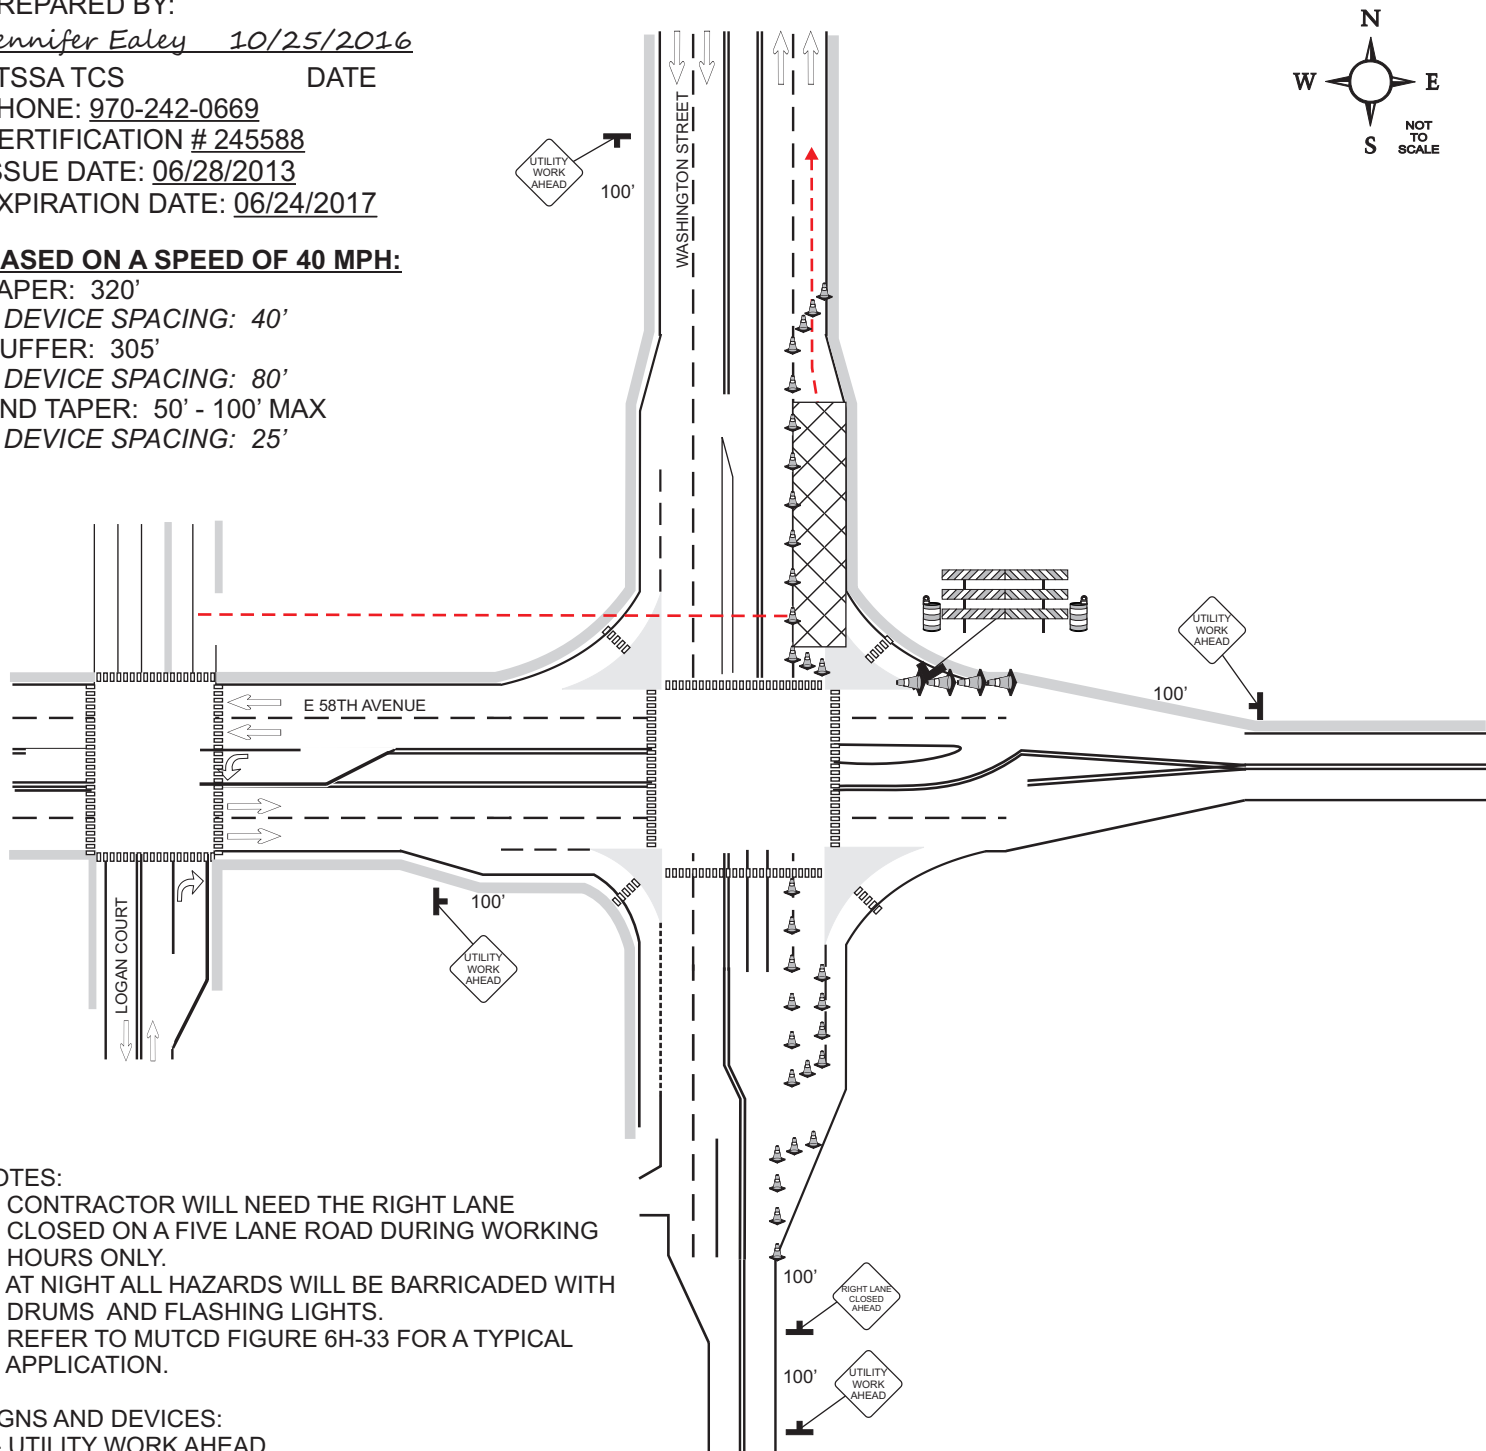 REPARED BY:
ennifer Ealey 10/25/2016
TSSA TCS DATE
HONE: 970-242-0669
ERTIFICATION # 245588
SSUE DATE: 06/28/2013
XPIRATION DATE: 06/24/2017
ASED ON A SPEED OF 40 MPH:
APER: 320'
DEVICE SPACING: 40'
UFFER: 305'
DEVICE SPACING: 80'
ND TAPER: 50' - 100' MAX
DEVICE SPACING: 25'
N
W E
S
NOT
TO
SCALE
WASHINGTON STREET
UTILITY
WORK
AHEAD
100'
UTILITY
WORK
AHEAD
100'
E 58TH AVENUE
LOGAN COURT
100'
UTILITY
WORK
AHEAD
OTES:
CONTRACTOR WILL NEED THE RIGHT LANE
CLOSED ON A FIVE LANE ROAD DURING WORKING
HOURS ONLY.
AT NIGHT ALL HAZARDS WILL BE BARRICADED WITH
DRUMS AND FLASHING LIGHTS.
REFER TO MUTCD FIGURE 6H-33 FOR A TYPICAL
APPLICATION.
100'
RIGHT LANE
CLOSED
AHEAD
100'
UTILITY
WORK
AHEAD
GNS AND DEVICES:
- UTILITY WORK AHEAD